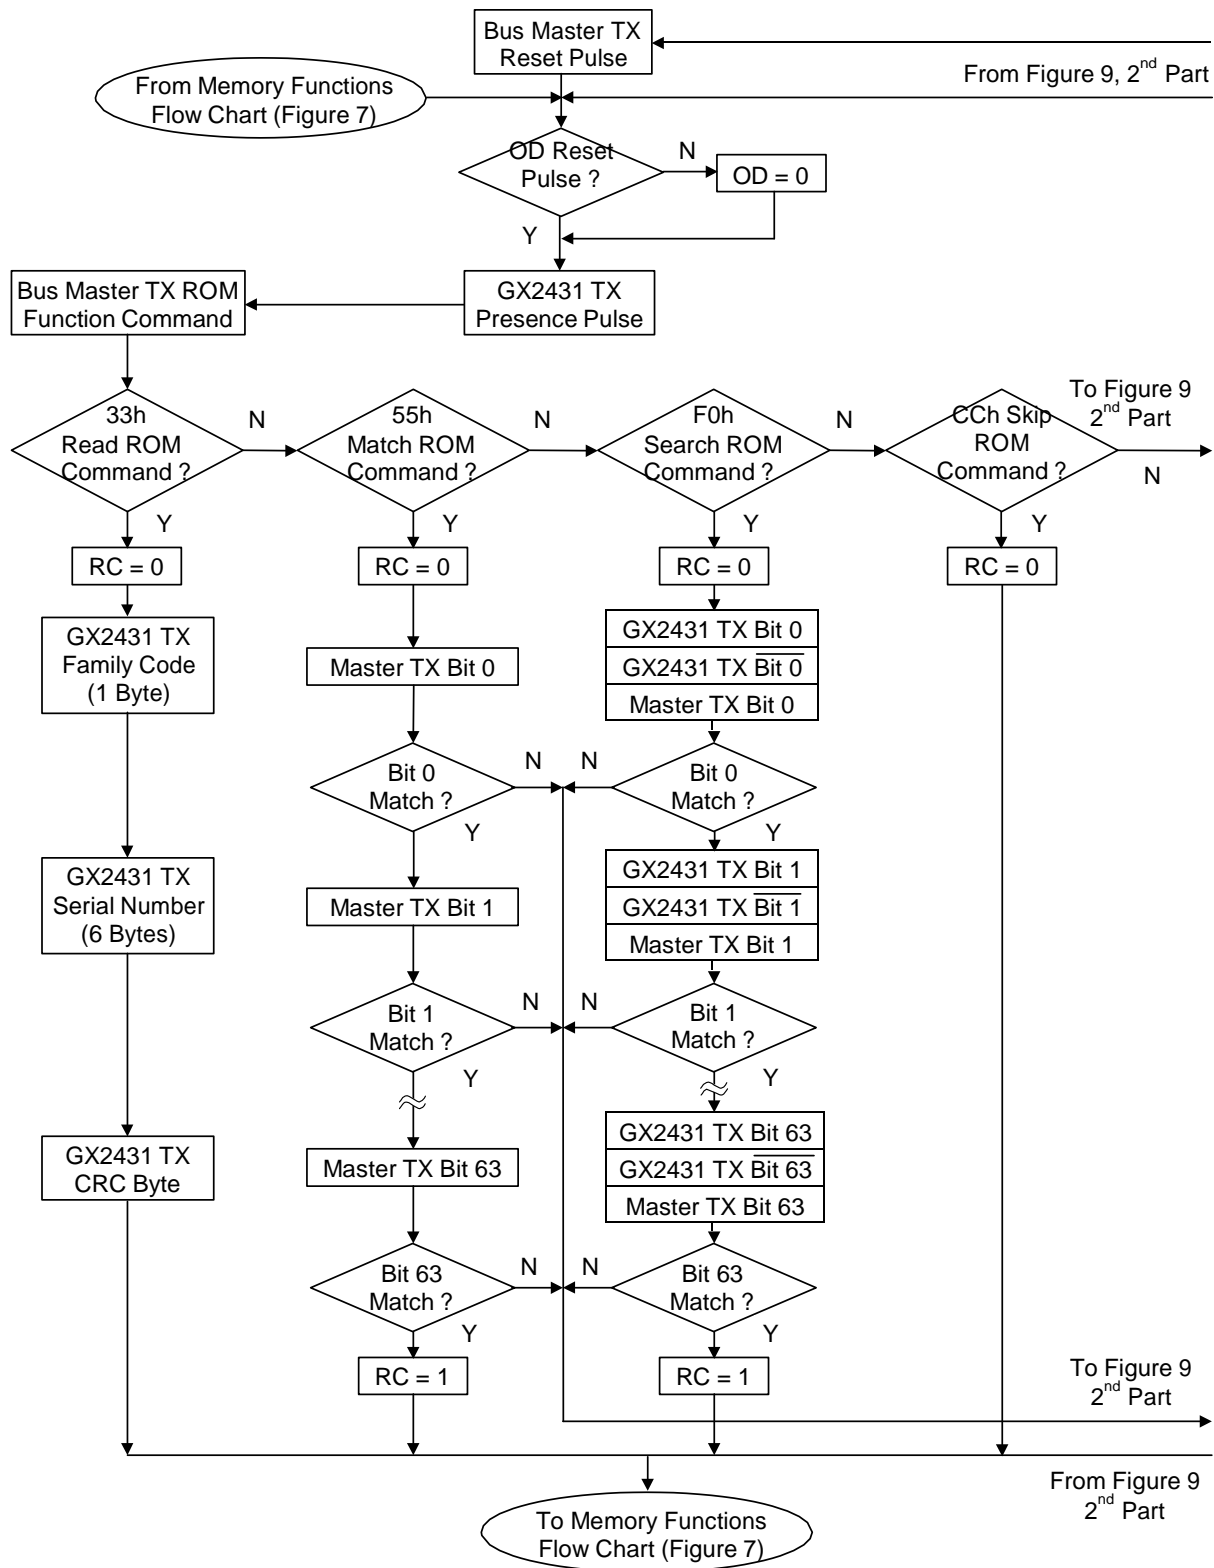 Bus Master TX
Reset Pulse
From Figure 9, 2nd Part
From Memory Functions
Flow Chart (Figure 7)
OD Reset
Pulse ?
N
OD = 0
Y
Bus Master TX ROM
Function Command
GX2431 TX
Presence Pulse
33h
Read ROM
Command ?
N
55h
Match ROM
Command ?
N
F0h
Search ROM
Command ?
N
CCh Skip
ROM
Command ?
To Figure 9
2nd Part
N
Y
Y
Y
Y
RC = 0
RC = 0
RC = 0
RC = 0
GX2431 TX
Family Code
(1 Byte)
Master TX Bit 0
GX2431 TX Bit 0
GX2431 TX B̅i̅t̅ ̅0̅
Master TX Bit 0
Bit 0
Match ?
N
N
Bit 0
Match ?
Y
Y
GX2431 TX
Serial Number
(6 Bytes)
Master TX Bit 1
GX2431 TX Bit 1
GX2431 TX B̅i̅t̅ ̅1̅
Master TX Bit 1
Bit 1
Match ?
N
N
Bit 1
Match ?
Y
Y
GX2431 TX
CRC Byte
Master TX Bit 63
GX2431 TX Bit 63
GX2431 TX B̅i̅t̅ ̅6̅3̅
Master TX Bit 63
Bit 63
Match ?
N
N
Bit 63
Match ?
Y
Y
RC = 1
RC = 1
To Figure 9
2nd Part
From Figure 9
2nd Part
To Memory Functions
Flow Chart (Figure 7)